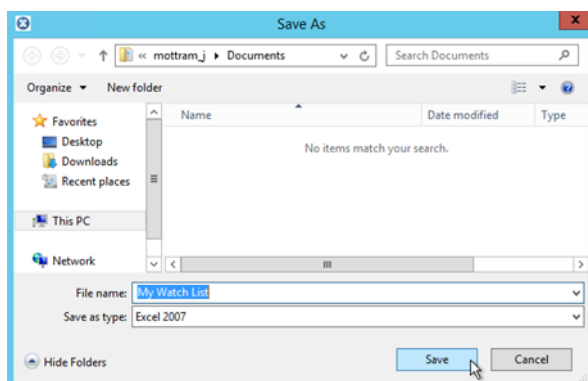 Save As
x
« mottram_j ▸ Documents
Search Documents
Organize ▾ New folder
Favorites
Desktop
Downloads
Recent places
This PC
Network
Name Date modified Type
No items match your search.
File name: My Watch List
Save as type: Excel 2007
Hide Folders
Save Cancel